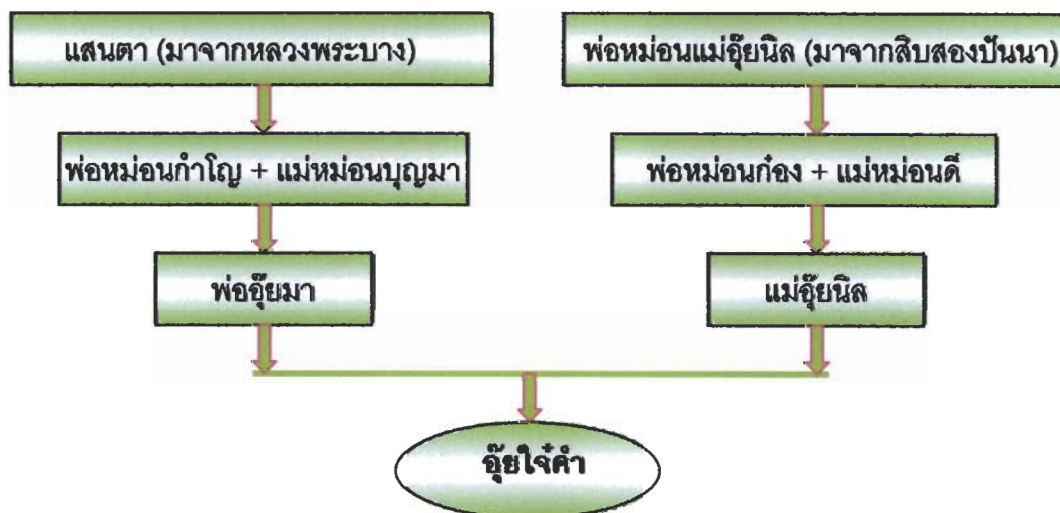 แสนตา (มาจากหลวงพระบาง)
พ่อหม่อนแม่อุ๊ยนิล (มาจากสิบสองปันนา)
พ่อหม่อนกำโญ + แม่หม่อนบุญมา
พ่อหม่อนก๋อง + แม่หม่อนดี
พ่ออุ๊ยมา
แม่อุ๊ยนิล
อุ๊ยใจ๋คำ